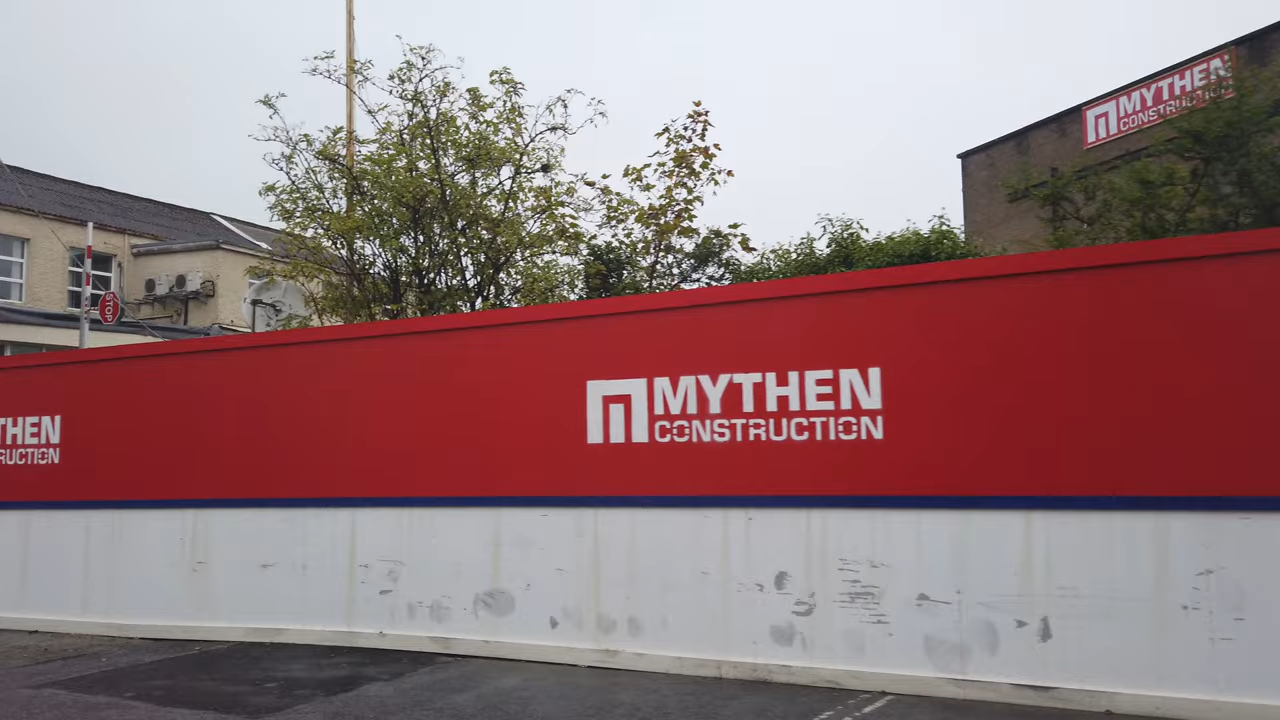 MYTHEN
CONSTRUCTION
STOP
THEN
RUCTION
MYTHEN
CONSTRUCTION